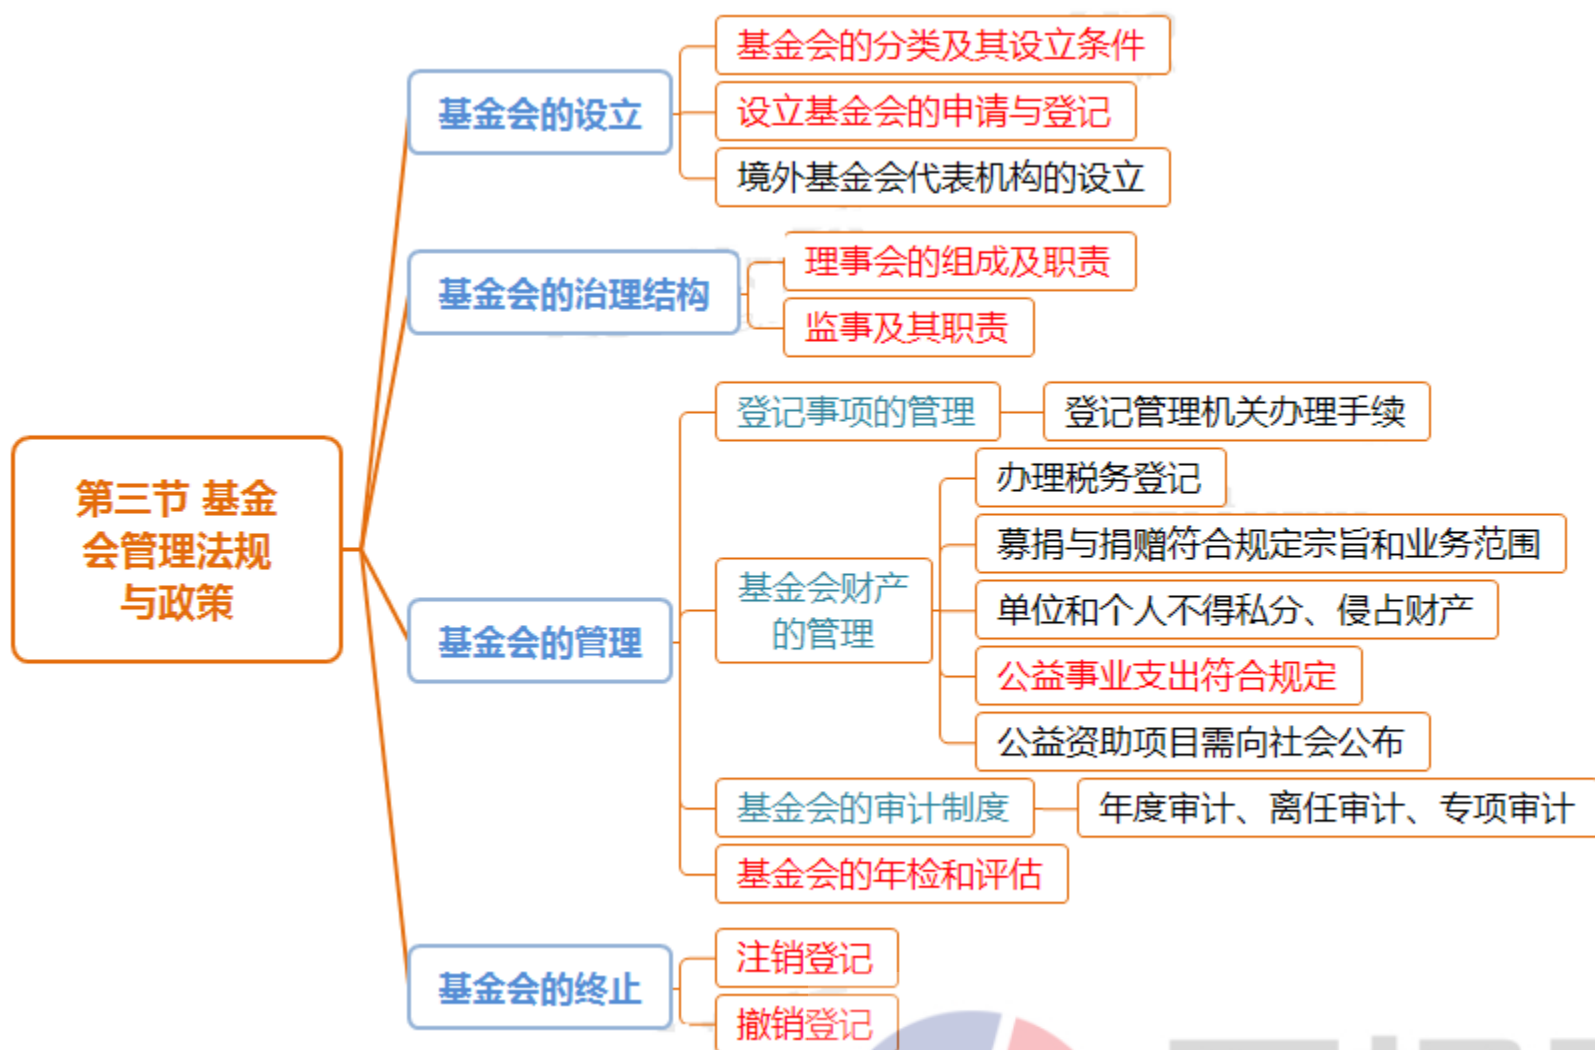 第三节 基金
会管理法规
与政策
基金会的设立
基金会的分类及其设立条件
设立基金会的申请与登记
境外基金会代表机构的设立
基金会的治理结构
理事会的组成及职责
监事及其职责
基金会的管理
登记事项的管理
登记管理机关办理手续
基金会财产
的管理
办理税务登记
募捐与捐赠符合规定宗旨和业务范围
单位和个人不得私分、侵占财产
公益事业支出符合规定
公益资助项目需向社会公布
基金会的审计制度
年度审计、离任审计、专项审计
基金会的年检和评估
基金会的终止
注销登记
撤销登记